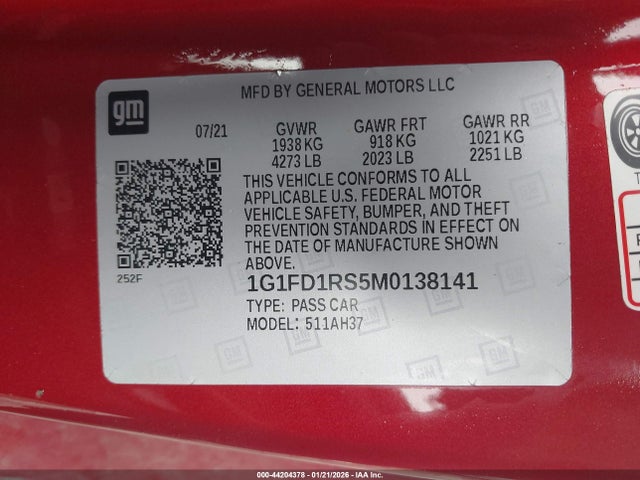 gm
MFD BY GENERAL MOTORS LLC
07/21
GVWR
1938 KG
4273 LB
GAWR FRT
918 KG
2023 LB
GAWR RR
1021 KG
2251 LB
THIS VEHICLE CONFORMS TO ALL
APPLICABLE U.S. FEDERAL MOTOR
VEHICLE SAFETY, BUMPER, AND THEFT
PREVENTION STANDARDS IN EFFECT ON
THE DATE OF MANUFACTURE SHOWN
ABOVE.
252F
1G1FD1RS5M0138141
TYPE: PASS CAR
MODEL: 511AH37
000-44204378 - 01/21/2026 - IAA Inc.